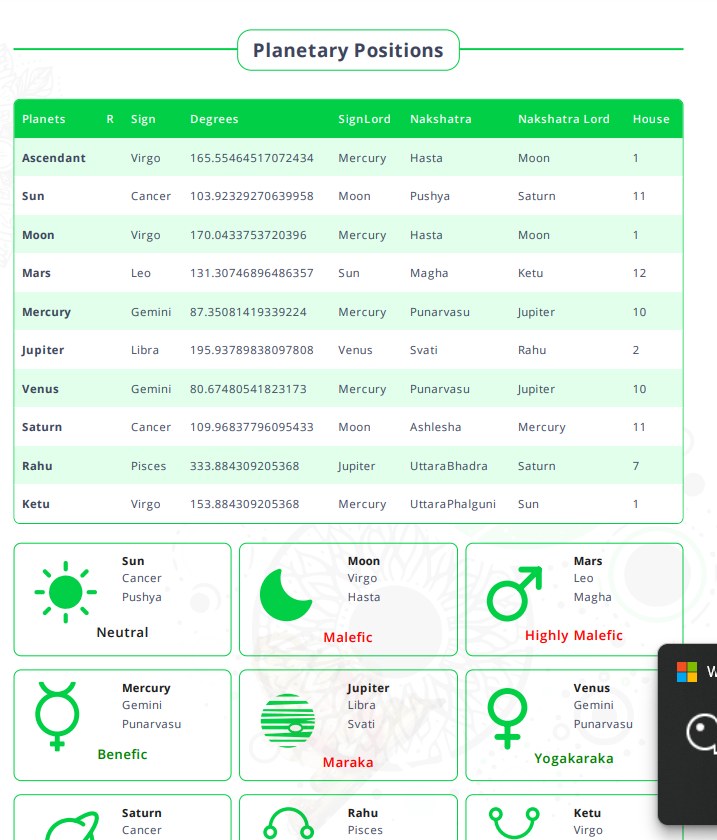 Planetary Positions
Planets R Sign Degrees SignLord Nakshatra Nakshatra Lord House
Ascendant Virgo 165.55464517072434 Mercury Hasta Moon 1
Sun Cancer 103.92329270639958 Moon Pushya Saturn 11
Moon Virgo 170.0433753720396 Mercury Hasta Moon 1
Mars Leo 131.30746896486357 Sun Magha Ketu 12
Mercury Gemini 87.35081419339224 Mercury Punarvasu Jupiter 10
Jupiter Libra 195.93789838097808 Venus Svati Rahu 2
Venus Gemini 80.67480541823173 Mercury Punarvasu Jupiter 10
Saturn Cancer 109.96837796095433 Moon Ashlesha Mercury 11
Rahu Pisces 333.884309205368 Jupiter UttaraBhadra Saturn 7
Ketu Virgo 153.884309205368 Mercury UttaraPhalguni Sun 1
Sun
Cancer
Pushya
Neutral
Moon
Virgo
Hasta
Malefic
Mars
Leo
Magha
Highly Malefic
Mercury
Gemini
Punarvasu
Benefic
Jupiter
Libra
Svati
Maraka
Venus
Gemini
Punarvasu
Yogakaraka
W
Saturn
Cancer
Rahu
Pisces
Ketu
Virgo